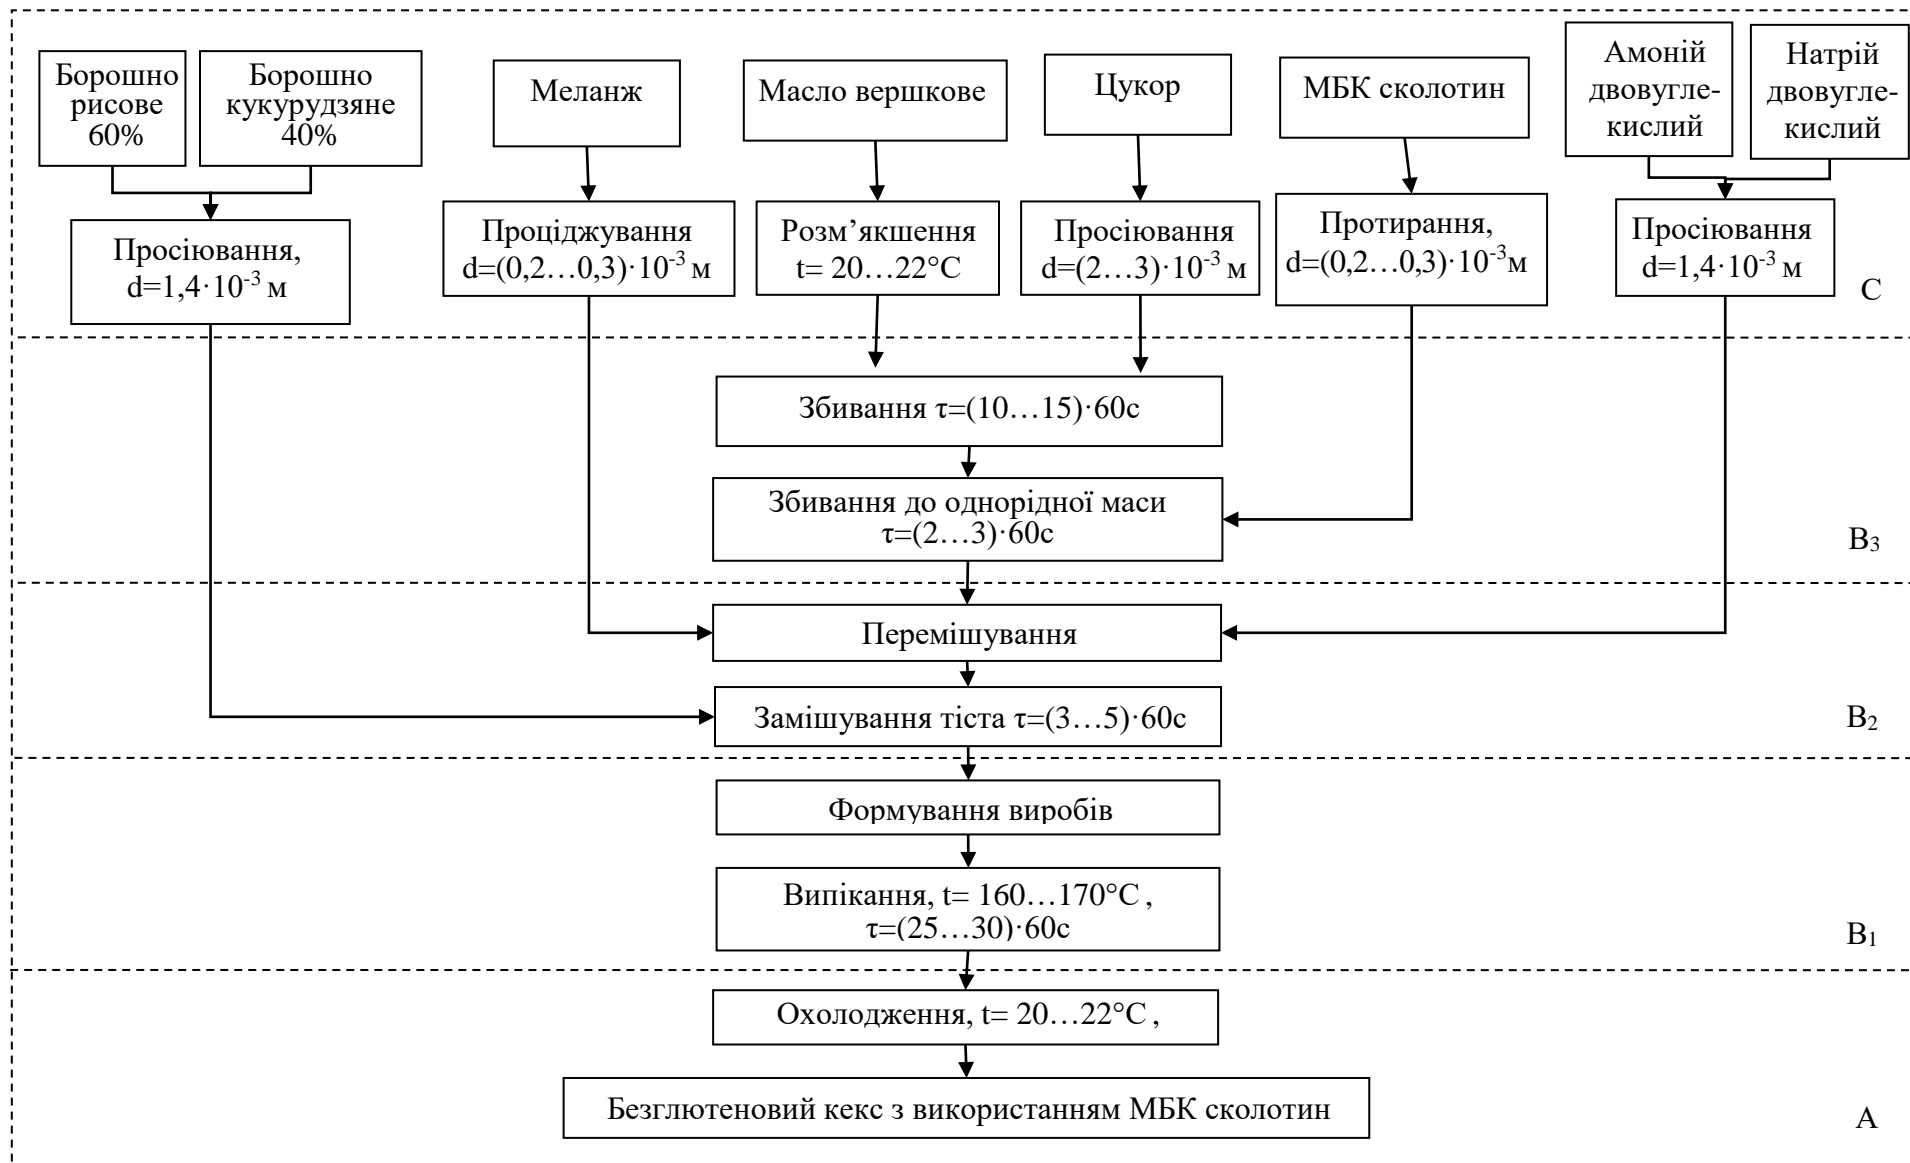 Борошно
рисове
60%
Борошно
кукурудзяне
40%
Меланж
Масло вершкове
Цукор
МБК сколотин
Амоній
двовугле-
кислий
Натрій
двовугле-
кислий
Просіювання,
d=1,4·10⁻³ м
Проціджування
d=(0,2…0,3)·10⁻³ м
Розм’якшення
t= 20…22°С
Просіювання
d=(2…3)·10⁻³ м
Протирання,
d=(0,2…0,3)·10⁻³м
Просіювання
d=1,4·10⁻³ м
С
Збивання τ=(10…15)·60с
Збивання до однорідної маси
τ=(2…3)·60с
В₃
Перемішування
Замішування тіста τ=(3…5)·60с
В₂
Формування виробів
Випікання, t= 160…170°С ,
τ=(25…30)·60с
В₁
Охолодження, t= 20…22°С ,
Безглютеновий кекс з використанням МБК сколотин
А